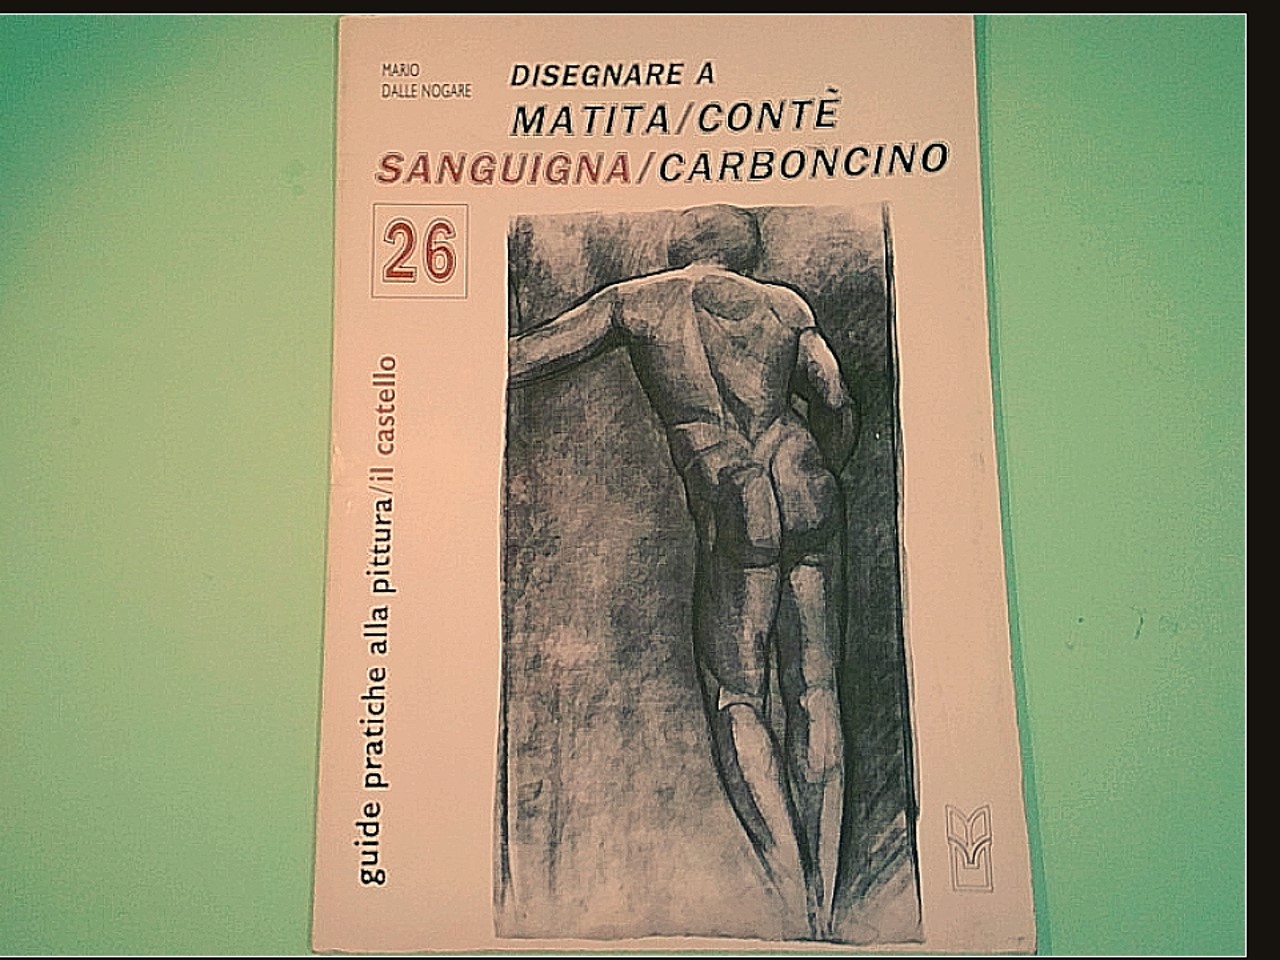 MARIO
DALLE NOGARE
DISEGNARE A
MATITA/CONTÈ
SANGUIGNA/CARBONCINO
26
guide pratiche alla pittura/il castello